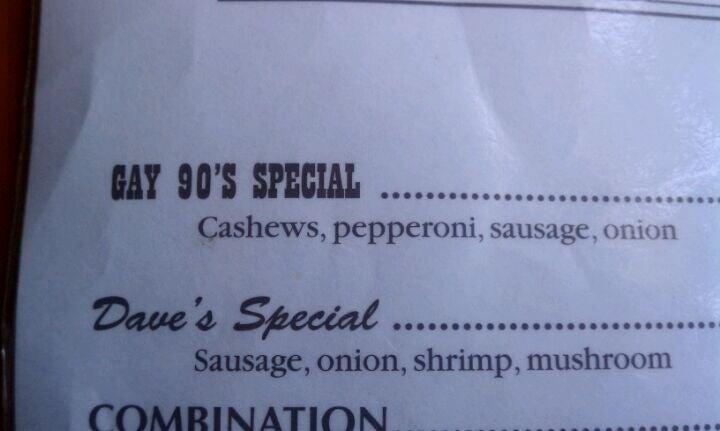 GAY 90'S SPECIAL ........................
Cashews, pepperoni, sausage, onion
Dave's Special ........................
Sausage, onion, shrimp, mushroom
COMBINATION........................